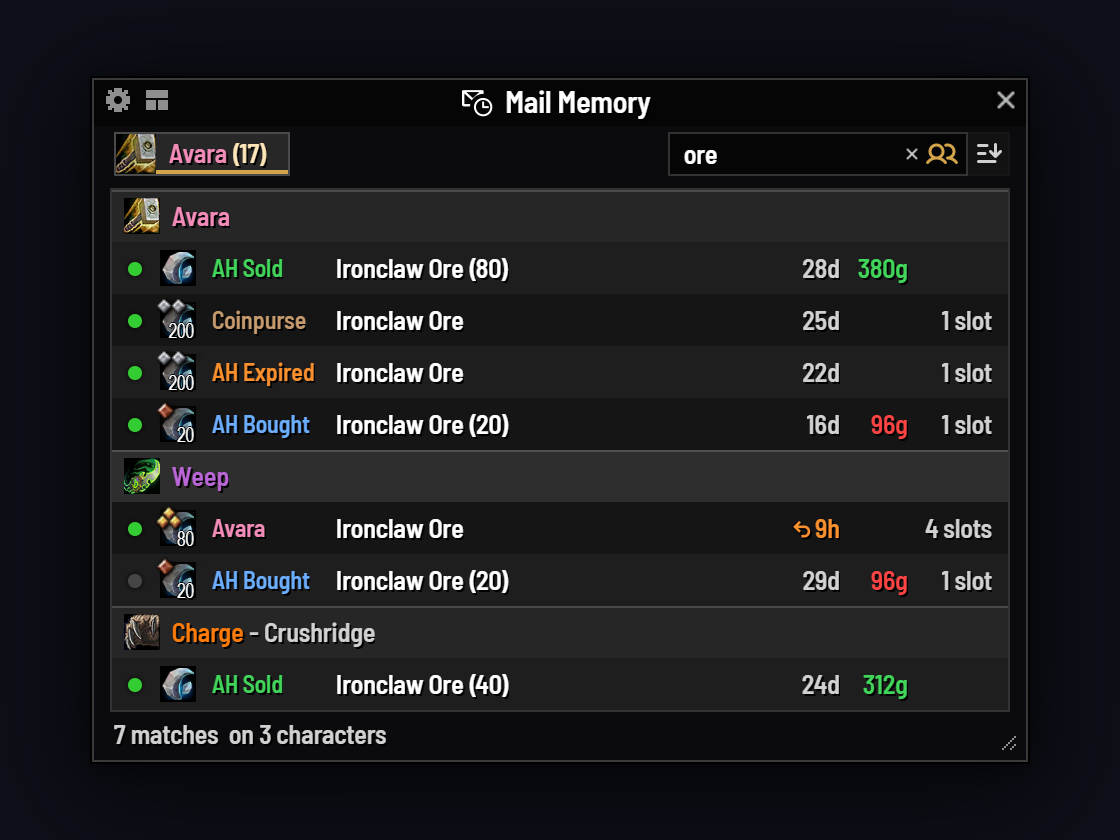 Mail Memory
Avara (17)
ore
Avara
AH Sold Ironclaw Ore (80) 28d 380g
200 Coinpurse Ironclaw Ore 25d 1 slot
200 AH Expired Ironclaw Ore 22d 1 slot
20 AH Bought Ironclaw Ore (20) 16d 96g 1 slot
Weep
80 Avara Ironclaw Ore 9h 4 slots
20 AH Bought Ironclaw Ore (20) 29d 96g 1 slot
Charge - Crushridge
AH Sold Ironclaw Ore (40) 24d 312g
7 matches on 3 characters